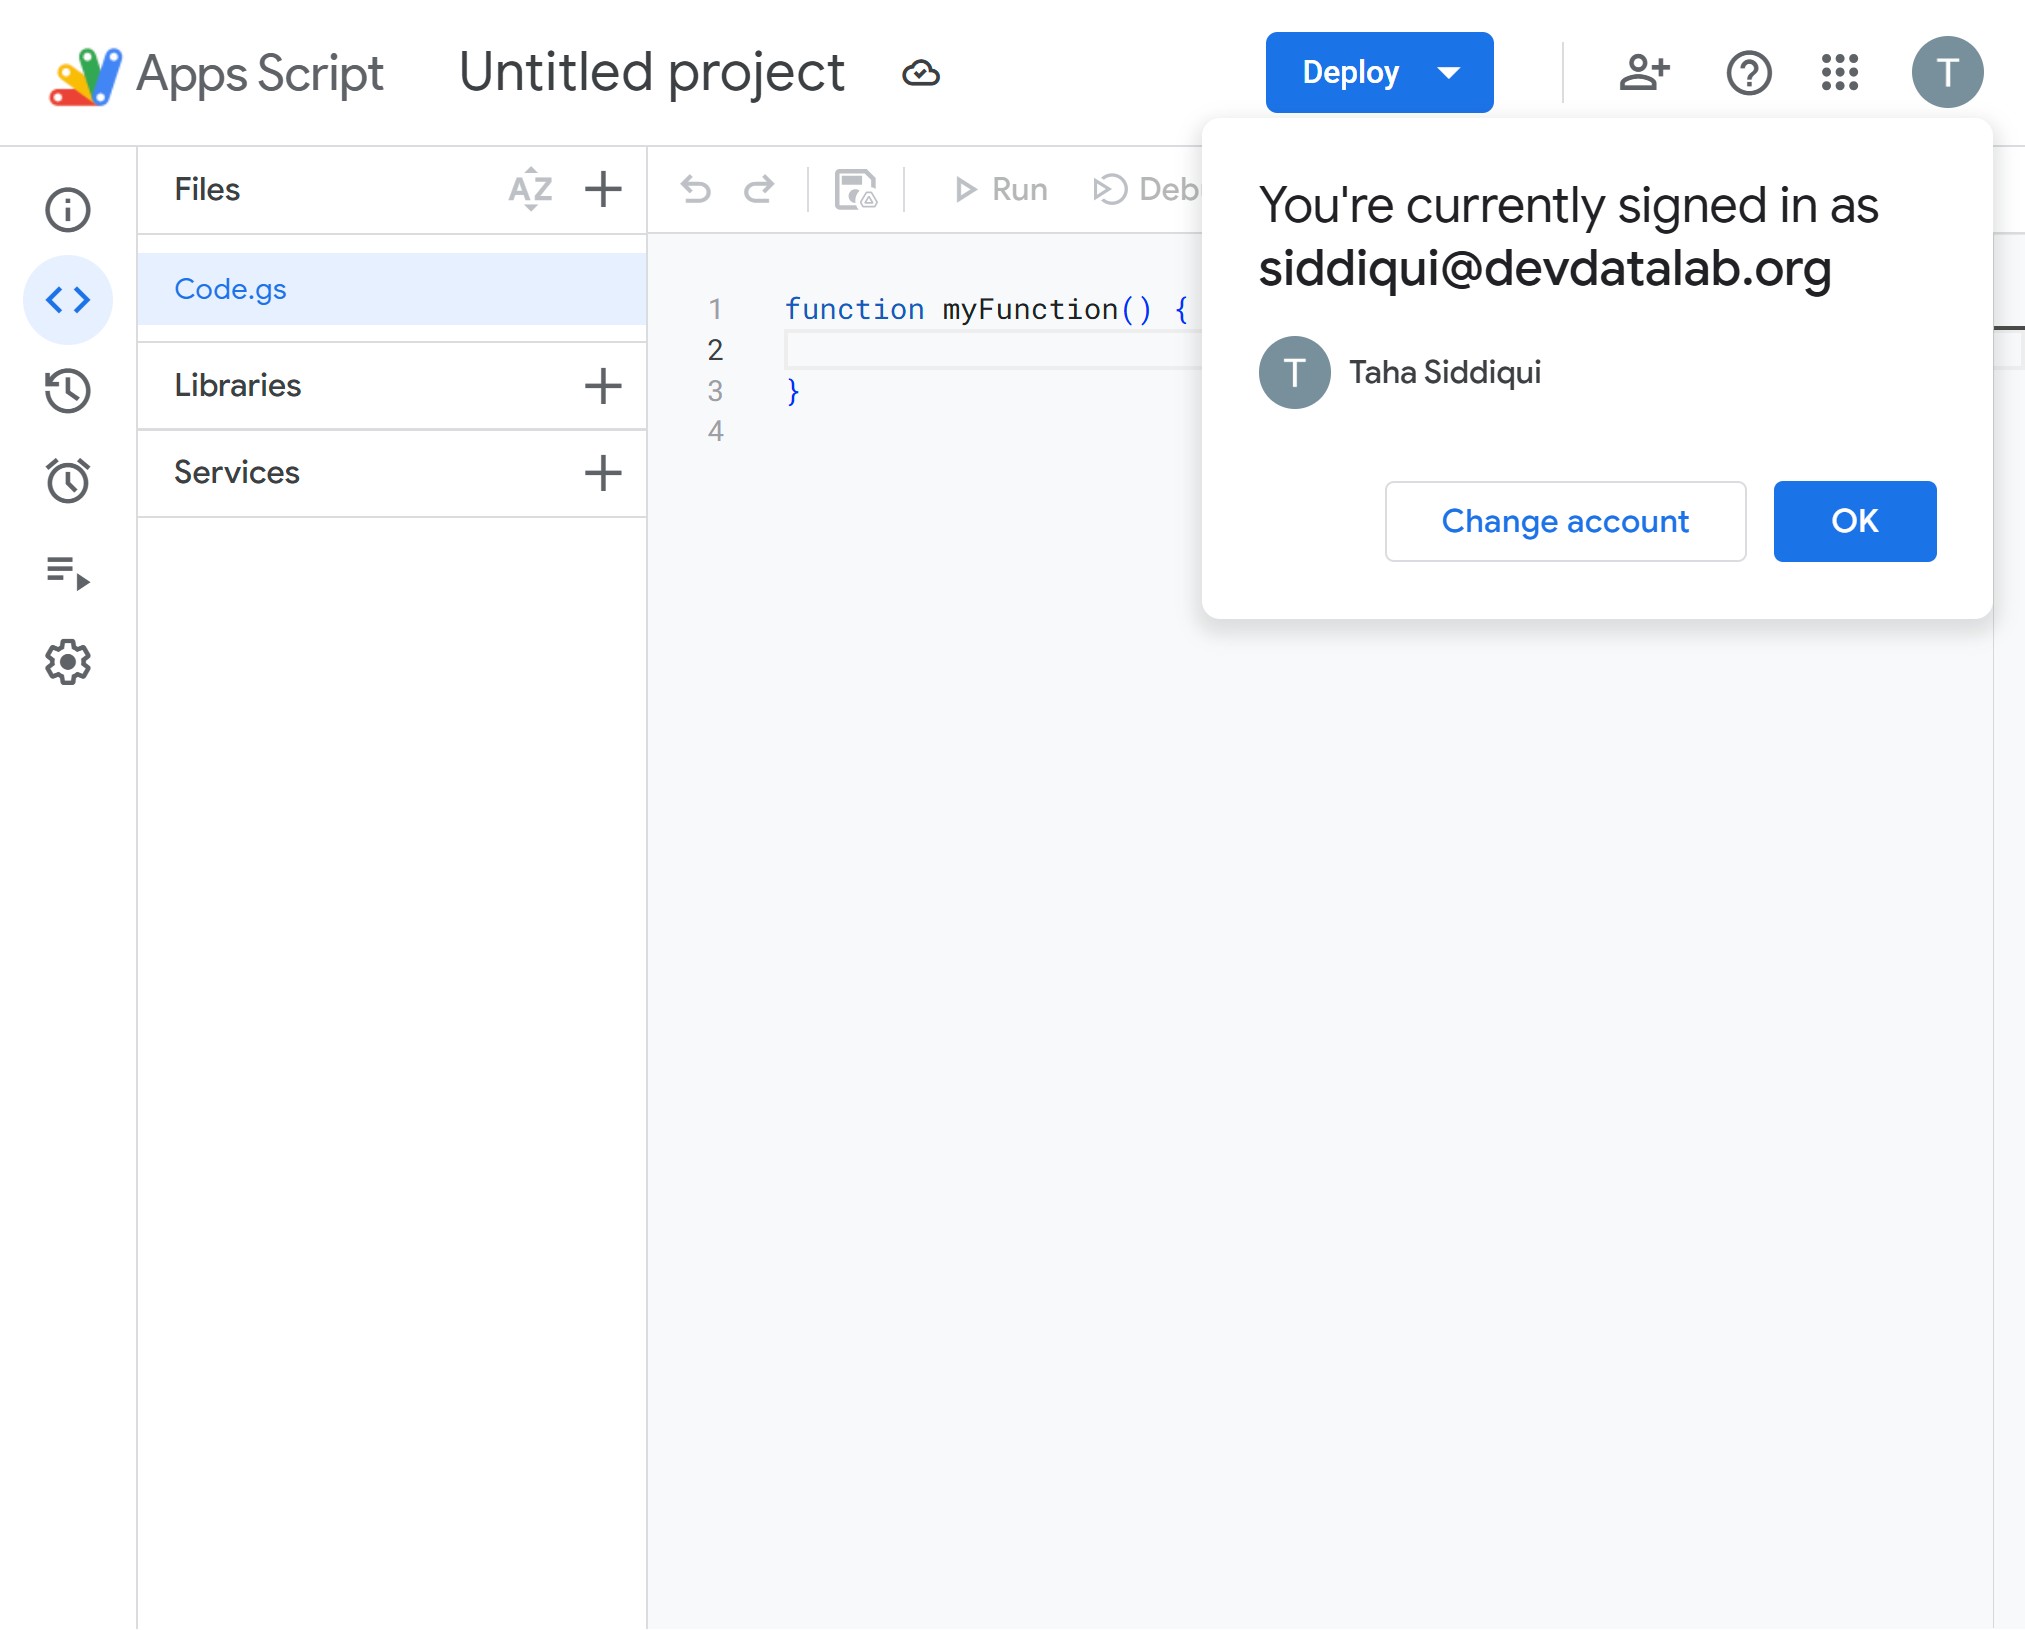 Apps Script
Untitled project
Deploy
T
Files
AZ
Run
Deb
Code.gs
Libraries
Services
1 function myFunction() {
2
3 }
4
You're currently signed in as
siddiqui@devdatalab.org
T
Taha Siddiqui
Change account
OK